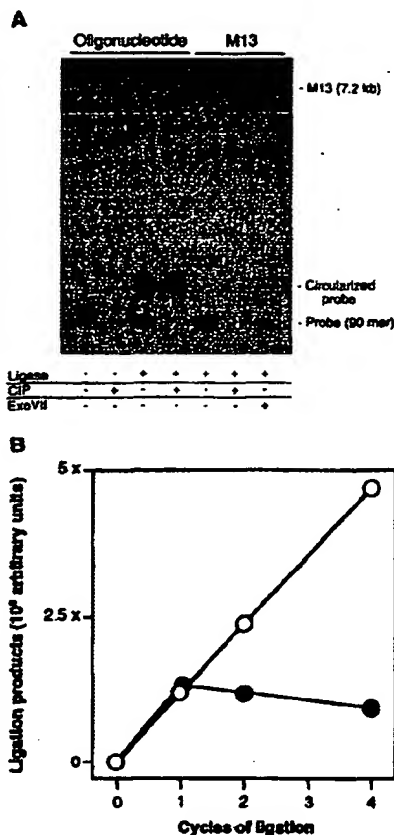 A
Oligonucleotide M13
- M13 (7.2 kb)
- Circularized
probe
- Probe (90 mer)
Ligase - - + + + + +
CIP - + - + - + -
ExoVII - - - - - - +
B
5 x
2.5 x
0
Ligation products arbitrary units)
0 1 2 3 4
Cycles of ligation